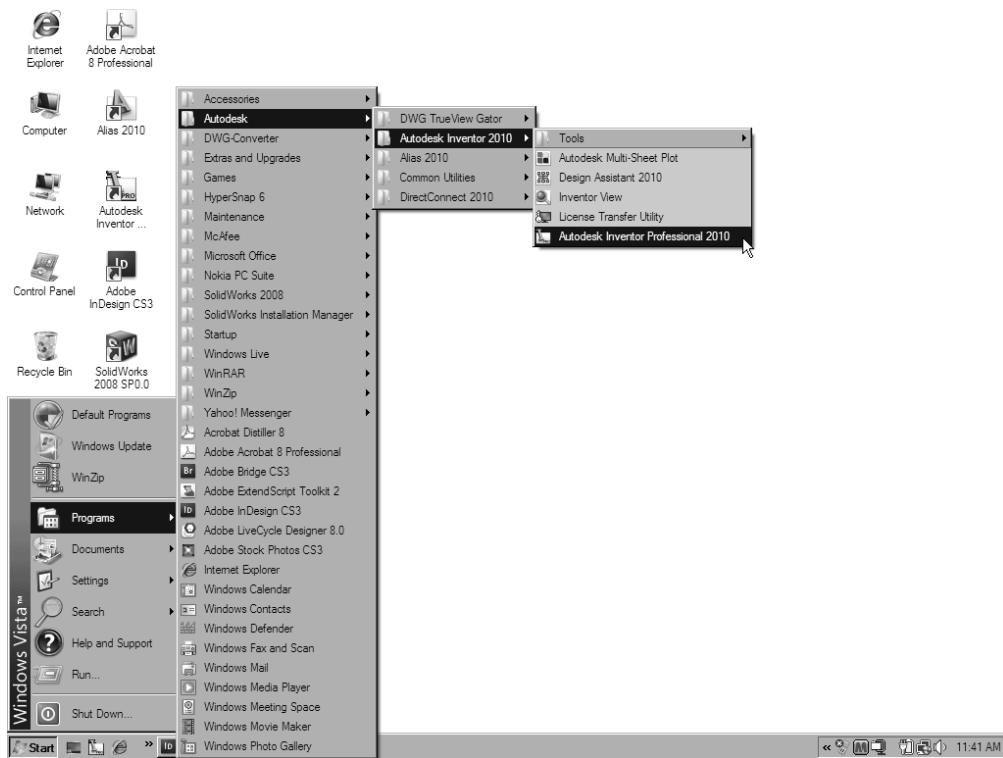 Internet
Explorer
Adobe Acrobat
8 Professional
Computer
Alias 2010
Network
Autodesk
Inventor ...
Control Panel
Adobe
InDesign CS3
Recycle Bin
SolidWorks
2008 SP0.0
Default Programs
Windows Update
WinZip
Programs
Documents
Settings
Search
Help and Support
Run...
Shut Down...
Windows Vista™
Accessories
Autodesk
DWG-Converter
Extras and Upgrades
Games
HyperSnap 6
Maintenance
McAfee
Microsoft Office
Nokia PC Suite
SolidWorks 2008
SolidWorks Installation Manager
Startup
Windows Live
WinRAR
WinZip
Yahoo! Messenger
Acrobat Distiller 8
Adobe Acrobat 8 Professional
Adobe Bridge CS3
Adobe ExtendScript Toolkit 2
Adobe InDesign CS3
Adobe LiveCycle Designer 8.0
Adobe Stock Photos CS3
Internet Explorer
Windows Calendar
Windows Contacts
Windows Defender
Windows Fax and Scan
Windows Mail
Windows Media Player
Windows Meeting Space
Windows Movie Maker
Windows Photo Gallery
DWG TrueView Gator
Autodesk Inventor 2010
Alias 2010
Common Utilities
DirectConnect 2010
Tools
Autodesk Multi-Sheet Plot
Design Assistant 2010
Inventor View
License Transfer Utility
Autodesk Inventor Professional 2010
Start
11:41 AM